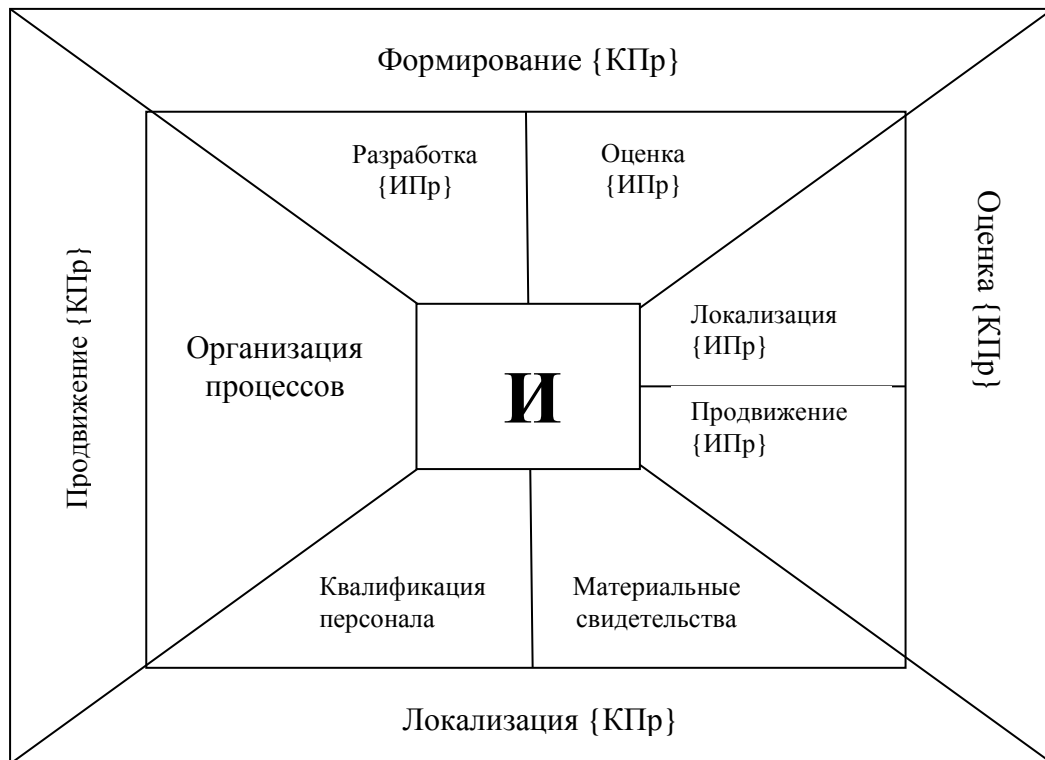 Формирование {КПр}
Разработка
{ИПр}
Оценка
{ИПр}
Продвижение {КПр}
Организация
процессов
И
Локализация
{ИПр}
Продвижение
{ИПр}
Оценка {КПр}
Квалификация
персонала
Материальные
свидетельства
Локализация {КПр}